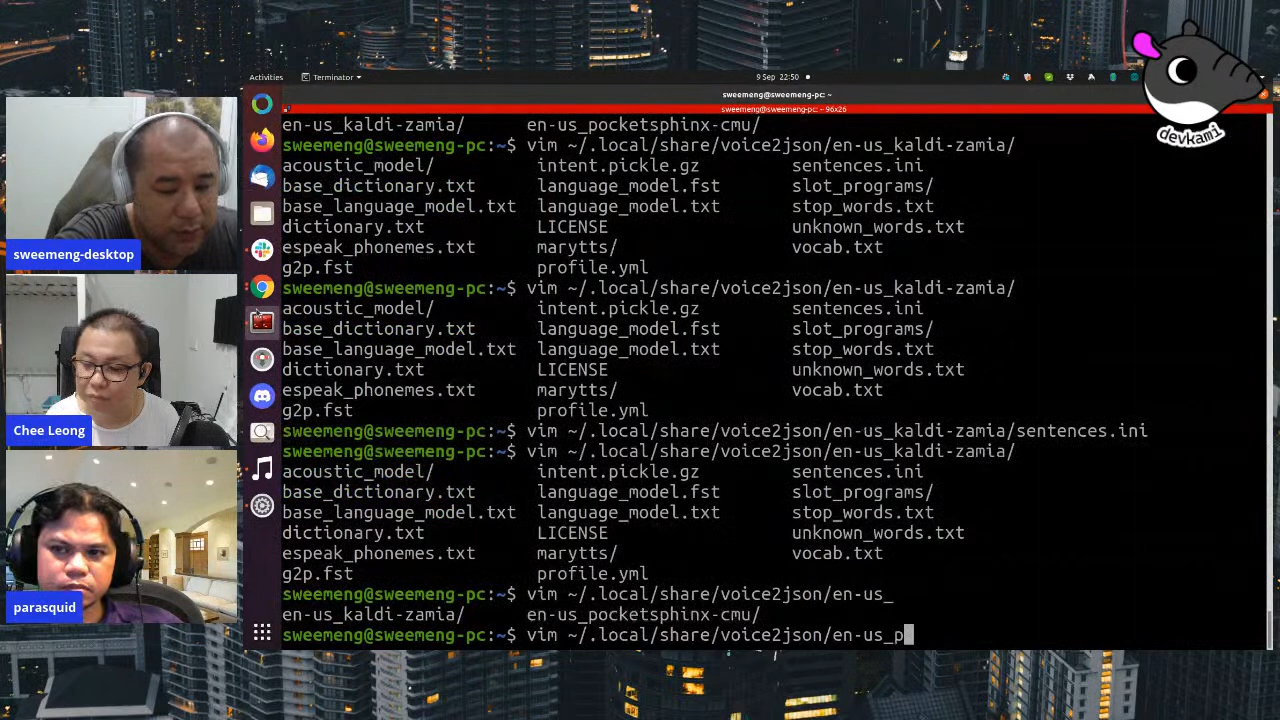 Activities Terminator 9 Sep 22:50
sweemeng@sweemeng-pc: ~
sweemeng@sweemeng-pc: ~ 96x26
en-us_kaldi-zamia/ en-us_pocketsphinx-cmu/
sweemeng@sweemeng-pc:~$ vim ~/.local/share/voice2json/en-us_kaldi-zamia/
acoustic_model/ intent.pickle.gz sentences.ini
base_dictionary.txt language_model.fst slot_programs/
base_language_model.txt language_model.txt stop_words.txt
dictionary.txt LICENSE unknown_words.txt
espeak_phonemes.txt marytts/ vocab.txt
g2p.fst profile.yml
sweemeng@sweemeng-pc:~$ vim ~/.local/share/voice2json/en-us_kaldi-zamia/
acoustic_model/ intent.pickle.gz sentences.ini
base_dictionary.txt language_model.fst slot_programs/
base_language_model.txt language_model.txt stop_words.txt
dictionary.txt LICENSE unknown_words.txt
espeak_phonemes.txt marytts/ vocab.txt
g2p.fst profile.yml
sweemeng@sweemeng-pc:~$ vim ~/.local/share/voice2json/en-us_kaldi-zamia/sentences.ini
sweemeng@sweemeng-pc:~$ vim ~/.local/share/voice2json/en-us_kaldi-zamia/
acoustic_model/ intent.pickle.gz sentences.ini
base_dictionary.txt language_model.fst slot_programs/
base_language_model.txt language_model.txt stop_words.txt
dictionary.txt LICENSE unknown_words.txt
espeak_phonemes.txt marytts/ vocab.txt
g2p.fst profile.yml
sweemeng@sweemeng-pc:~$ vim ~/.local/share/voice2json/en-us_
en-us_kaldi-zamia/ en-us_pocketsphinx-cmu/
sweemeng@sweemeng-pc:~$ vim ~/.local/share/voice2json/en-us_p
sweemeng-desktop
Chee Leong
parasquid
devkami